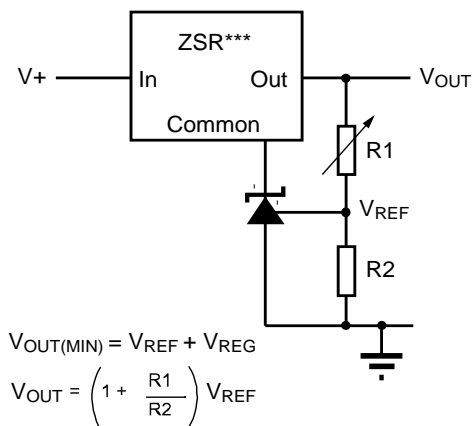 ZSR***
V+ In Out VOUT
Common
R1
VREF
R2
VOUT(MIN) = VREF + VREG
VOUT = (1 + R1/R2) VREF